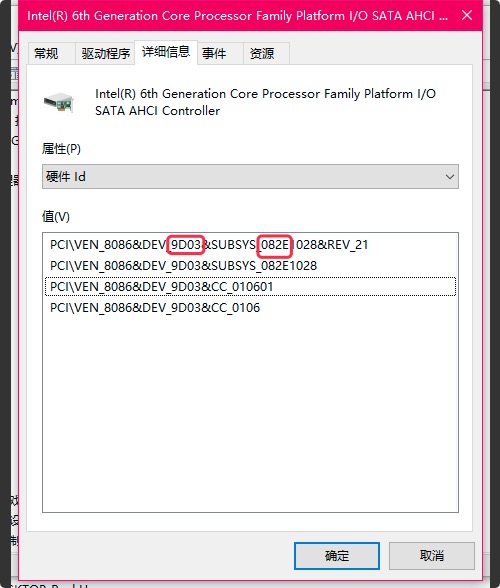 Intel(R) 6th Generation Core Processor Family Platform I/O SATA AHCI ...
常规
驱动程序
详细信息
事件
资源
Intel(R) 6th Generation Core Processor Family Platform I/O
SATA AHCI Controller
属性(P)
硬件 Id
值(V)
PCI\VEN_8086&DEV_9D03&SUBSYS_082E1028&REV_21
PCI\VEN_8086&DEV_9D03&SUBSYS_082E1028
PCI\VEN_8086&DEV_9D03&CC_010601
PCI\VEN_8086&DEV_9D03&CC_0106
确定
取消